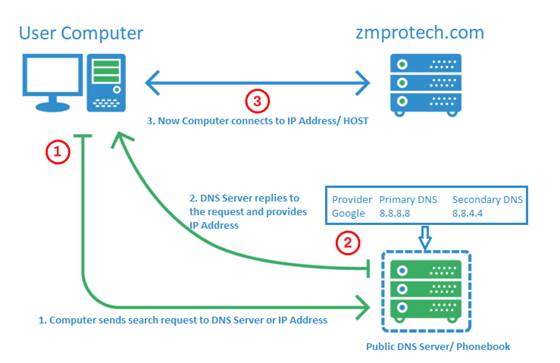 User Computer
zmprotech.com
3
3. Now Computer connects to IP Address/ HOST
1
2. DNS Server replies to
the request and provides
IP Address
Provider Primary DNS Secondary DNS
Google 8.8.8.8 8.8.4.4
2
1. Computer sends search request to DNS Server or IP Address
Public DNS Server/ Phonebook